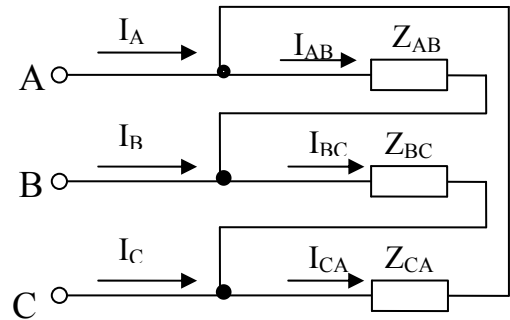 I_A I_AB Z_AB
A
I_B I_BC Z_BC
B
I_C I_CA Z_CA
C